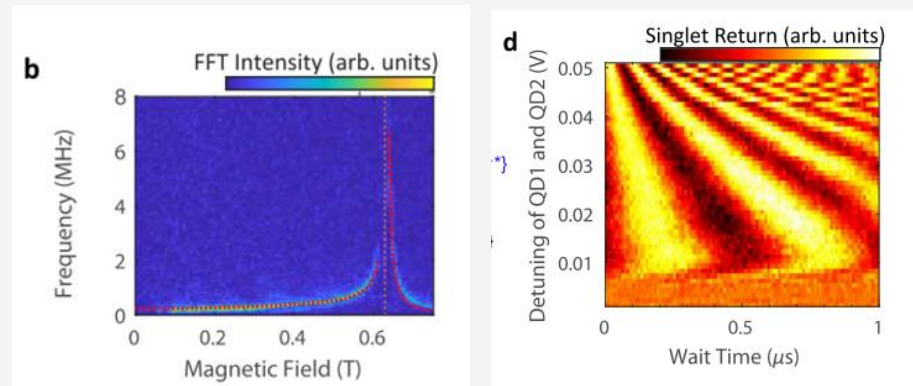 b
FFT Intensity (arb. units)
8
6
4
2
0
Frequency (MHz)
0 0.2 0.4 0.6
Magnetic Field (T)
d
Singlet Return (arb. units)
0.05
0.04
0.03
0.02
0.01
Detuning of QD1 and QD2 (V)
0 0.5 1
Wait Time (μs)
*}